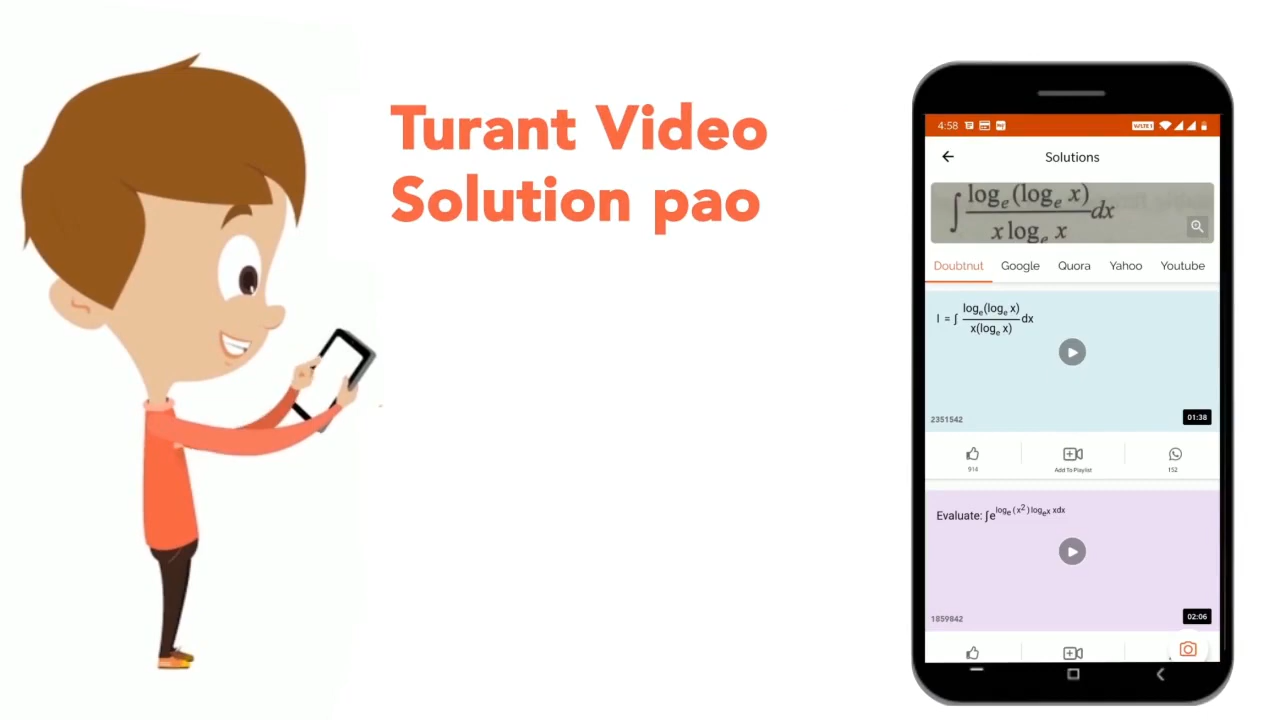 Turant Video
Solution pao
4:58
VoLTE1
Solutions
∫ logₑ(logₑ x) / x logₑ x dx
Doubtnut Google Quora Yahoo Youtube
I = ∫ logₑ(logₑ x) / x(logₑ x) dx
2351542 01:38
914 Add To Playlist 152
Evaluate: ∫e^logₑ(x²)logₑx xdx
1859842 02:06